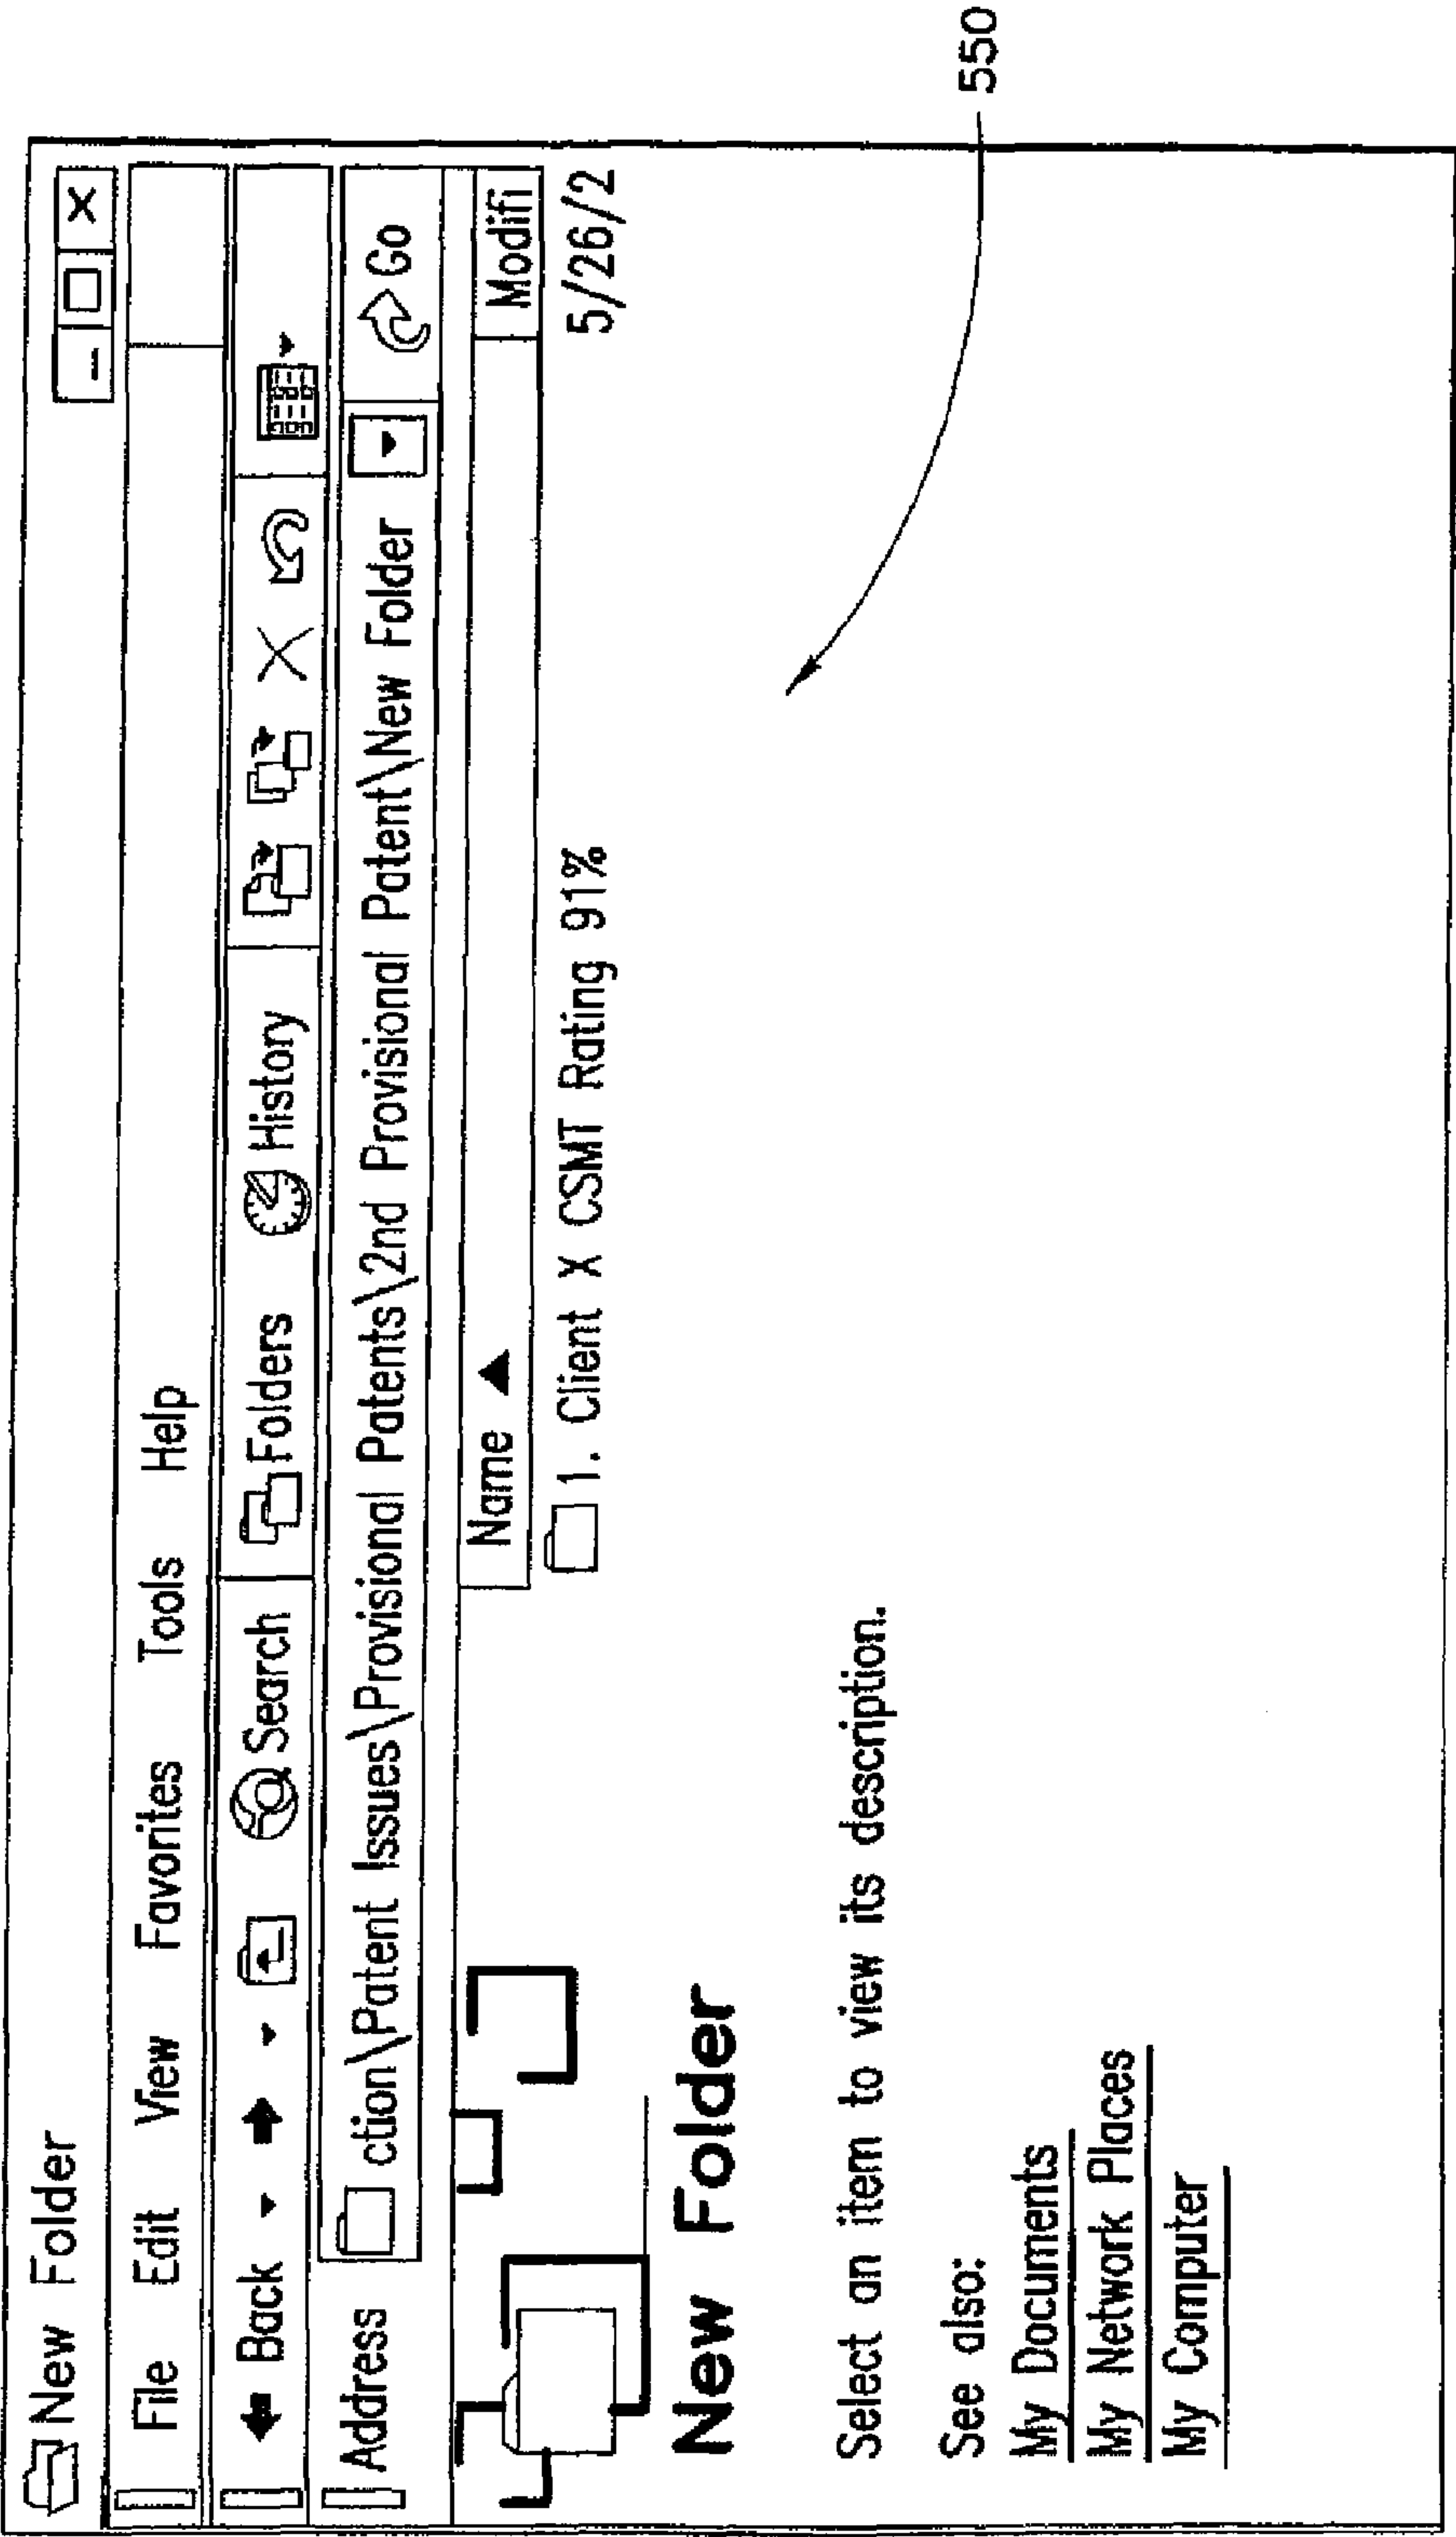 New Folder
File Edit View Favorites Tools Help
Back Search Folders History
Address ction\Patent Issues\Provisional Patents\2nd Provisional Patent\New Folder Go
Name Modifi
1. Client X CSMT Rating 91% 5/26/2
New Folder
Select an item to view its description.
See also:
My Documents
My Network Places
My Computer
550